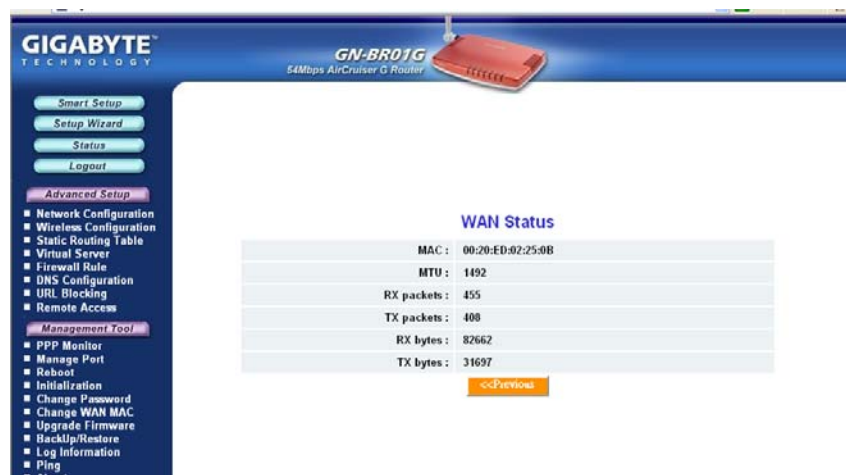 GIGABYTE™
TECHNOLOGY
GN-BR01G
54Mbps AirCruiser G Router
Smart Setup
Setup Wizard
Status
Logout
Advanced Setup
Network Configuration
Wireless Configuration
Static Routing Table
Virtual Server
Firewall Rule
DNS Configuration
URL Blocking
Remote Access
Management Tool
PPP Monitor
Manage Port
Reboot
Initialization
Change Password
Change WAN MAC
Upgrade Firmware
BackUp/Restore
Log Information
Ping
WAN Status
MAC : 00:20:ED:02:25:0B
MTU : 1492
RX packets : 455
TX packets : 408
RX bytes : 82662
TX bytes : 31697
<<Previous